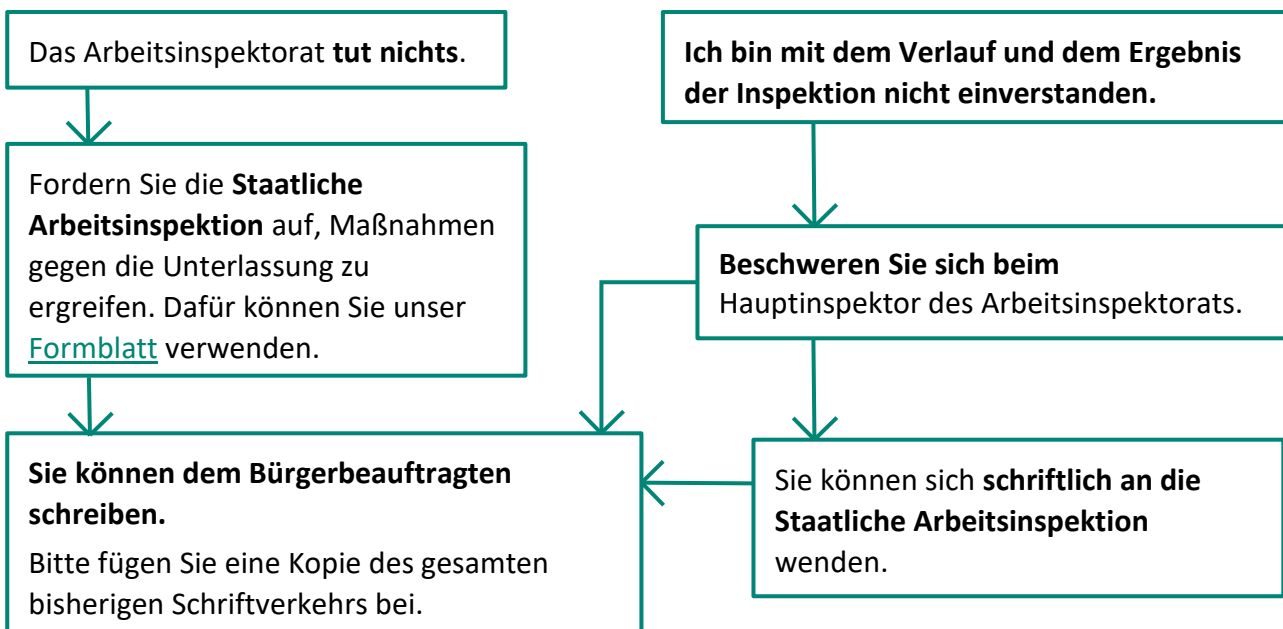 Das Arbeitsinspektorat tut nichts.
Fordern Sie die Staatliche
Arbeitsinspektion auf, Maßnahmen
gegen die Unterlassung zu
ergreifen. Dafür können Sie unser
Formblatt verwenden.
Ich bin mit dem Verlauf und dem Ergebnis
der Inspektion nicht einverstanden.
Beschweren Sie sich beim
Hauptinspektor des Arbeitsinspektorats.
Sie können sich schriftlich an die
Staatliche Arbeitsinspektion
wenden.
Sie können dem Bürgerbeauftragten
schreiben.
Bitte fügen Sie eine Kopie des gesamten
bisherigen Schriftverkehrs bei.